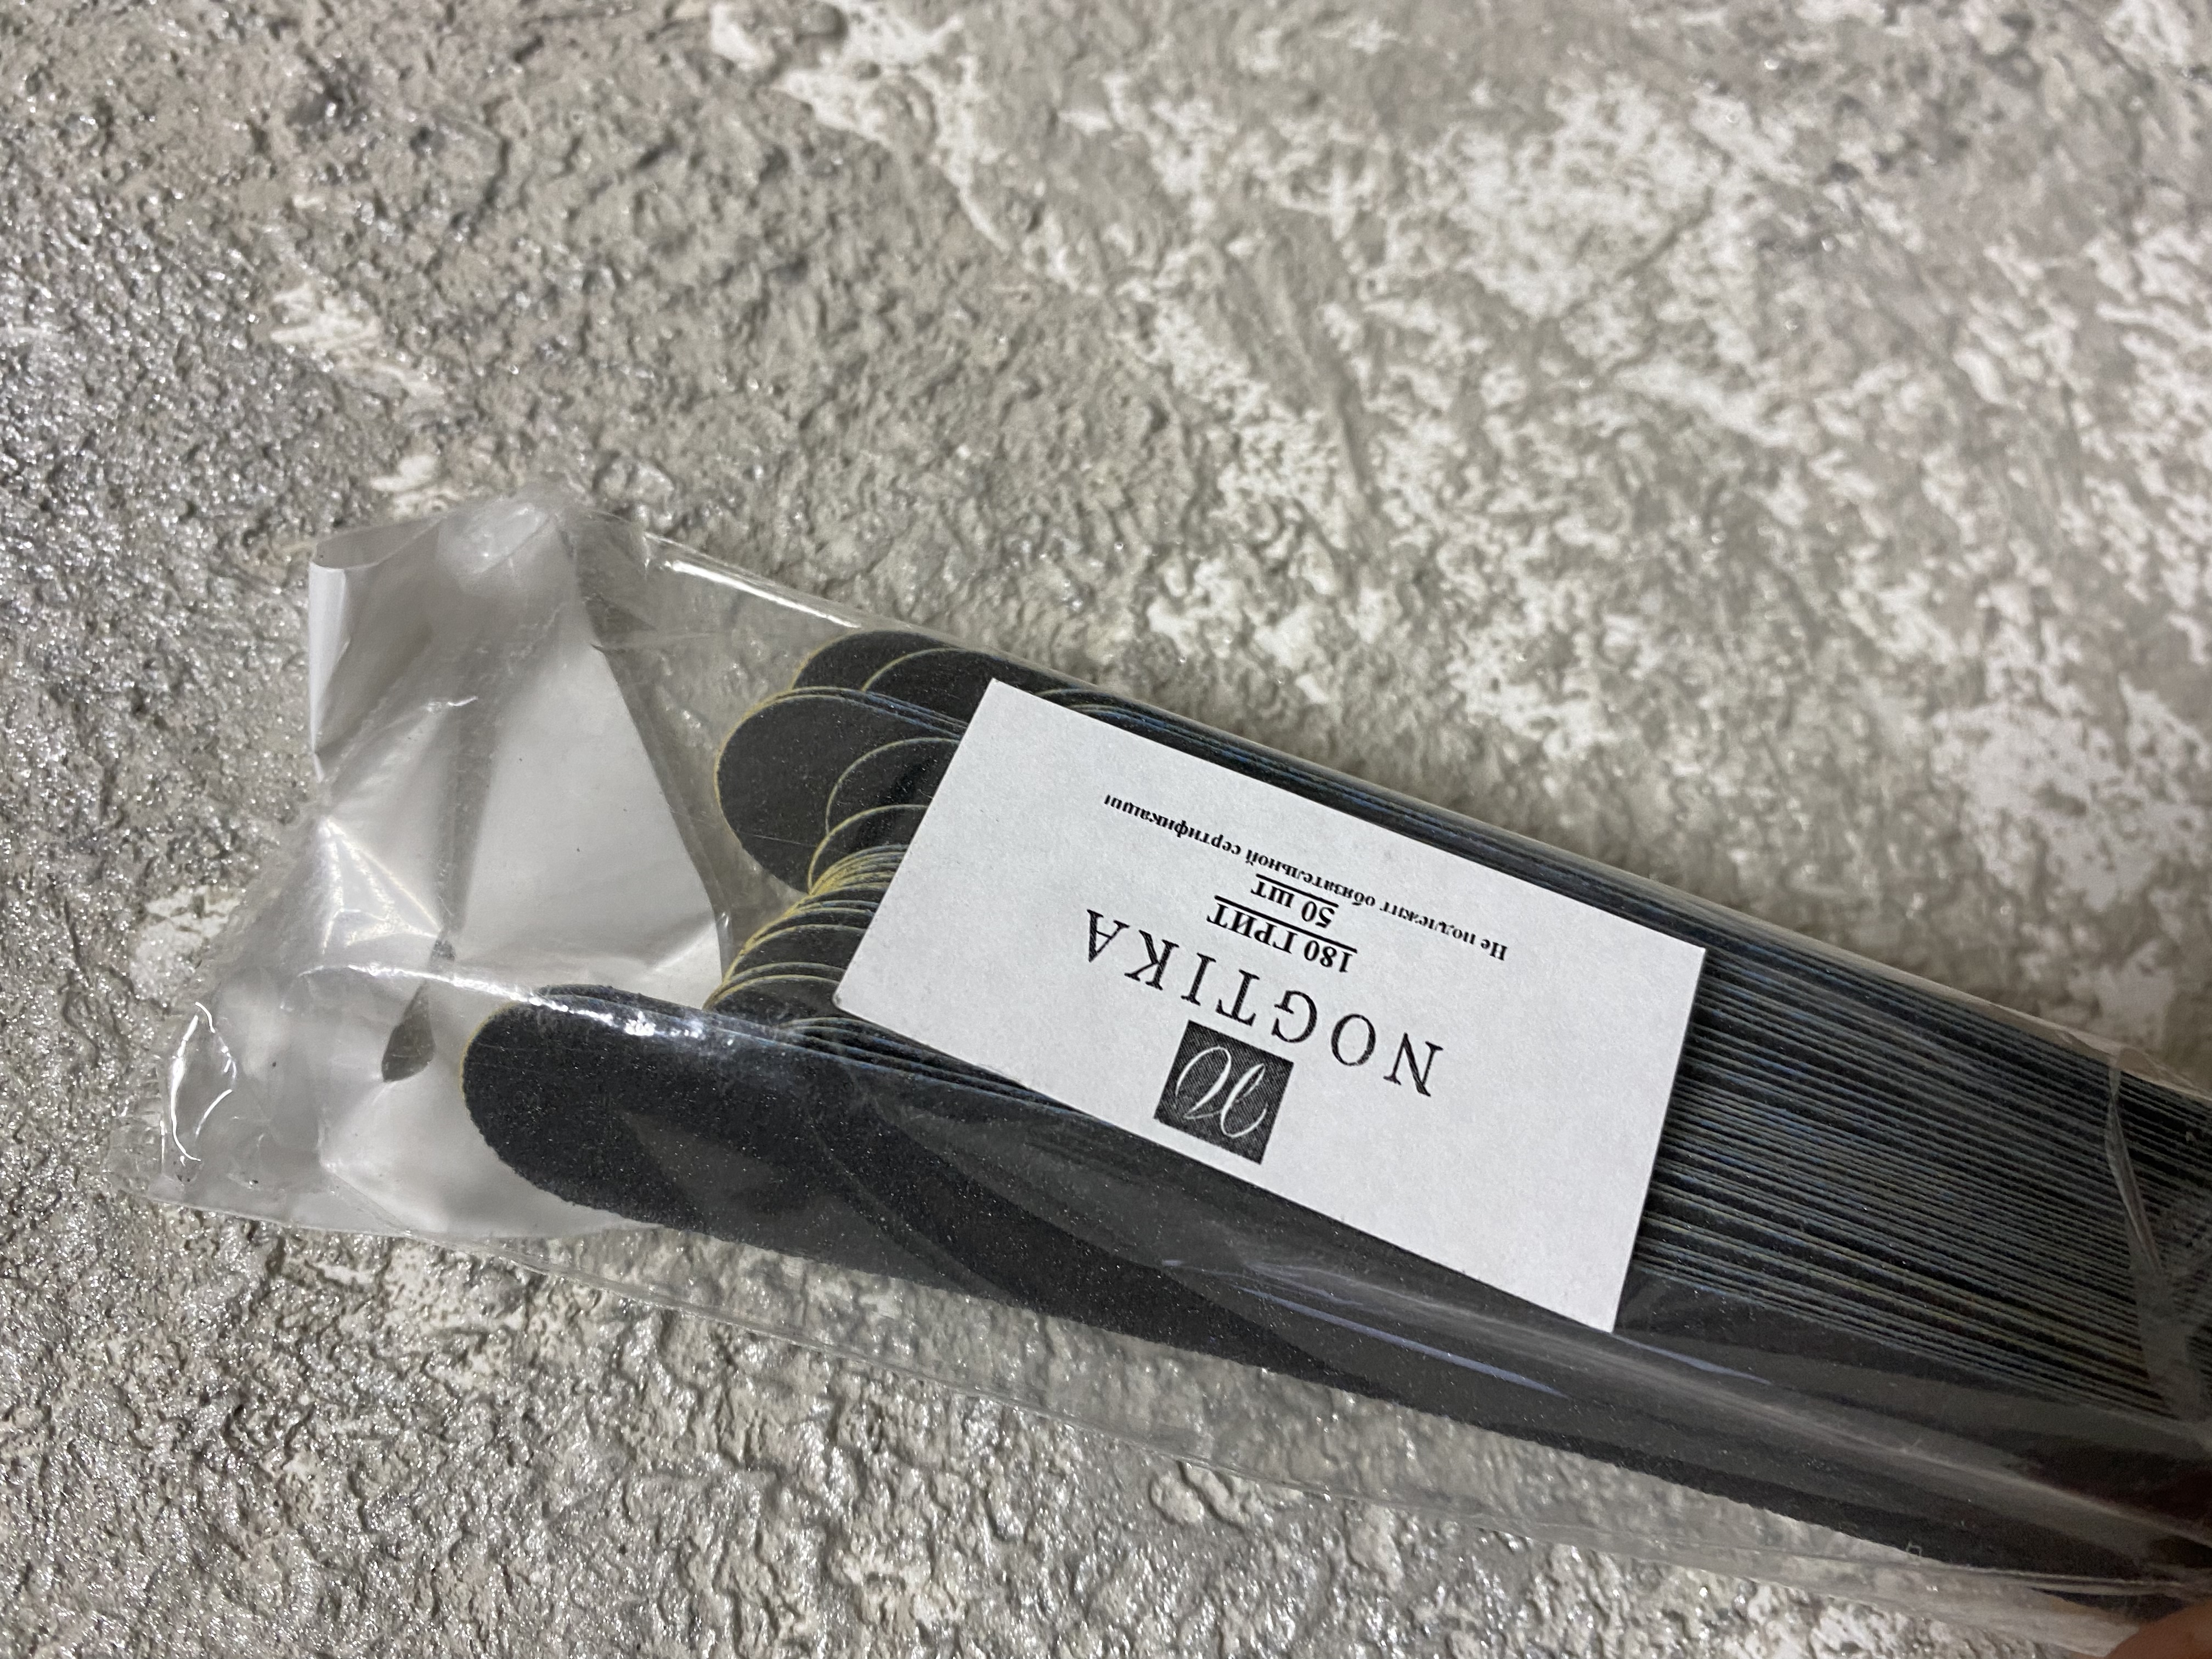 NOGTIKA
180 ГРИТ
50 шт
Не подлежит обязательной сертификации